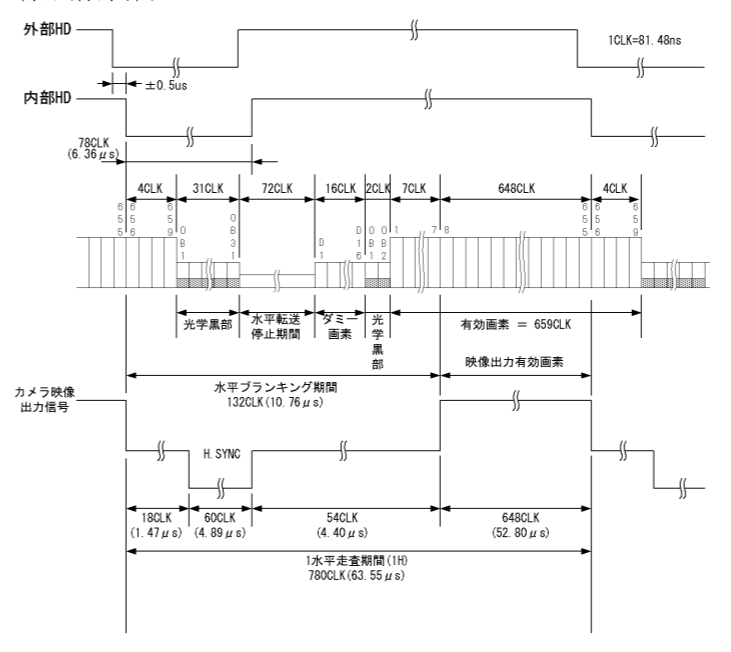 外部HD
1CLK=81.48ns
±0.5us
内部HD
78CLK
(6.36μs)
4CLK
31CLK
72CLK
16CLK
2CLK
7CLK
648CLK
4CLK
655
656
659
OB1
OB31
D1
D16
OB1
OB2
1
7
8
655
656
659
光学黒部
水平転送
停止期間
ダミー
画素
光学黒部
有効画素 = 659CLK
映像出力有効画素
水平ブランキング期間
132CLK(10.76μs)
カメラ映像
出力信号
H.SYNC
18CLK
(1.47μs)
60CLK
(4.89μs)
54CLK
(4.40μs)
648CLK
(52.80μs)
1水平走査期間(1H)
780CLK(63.55μs)